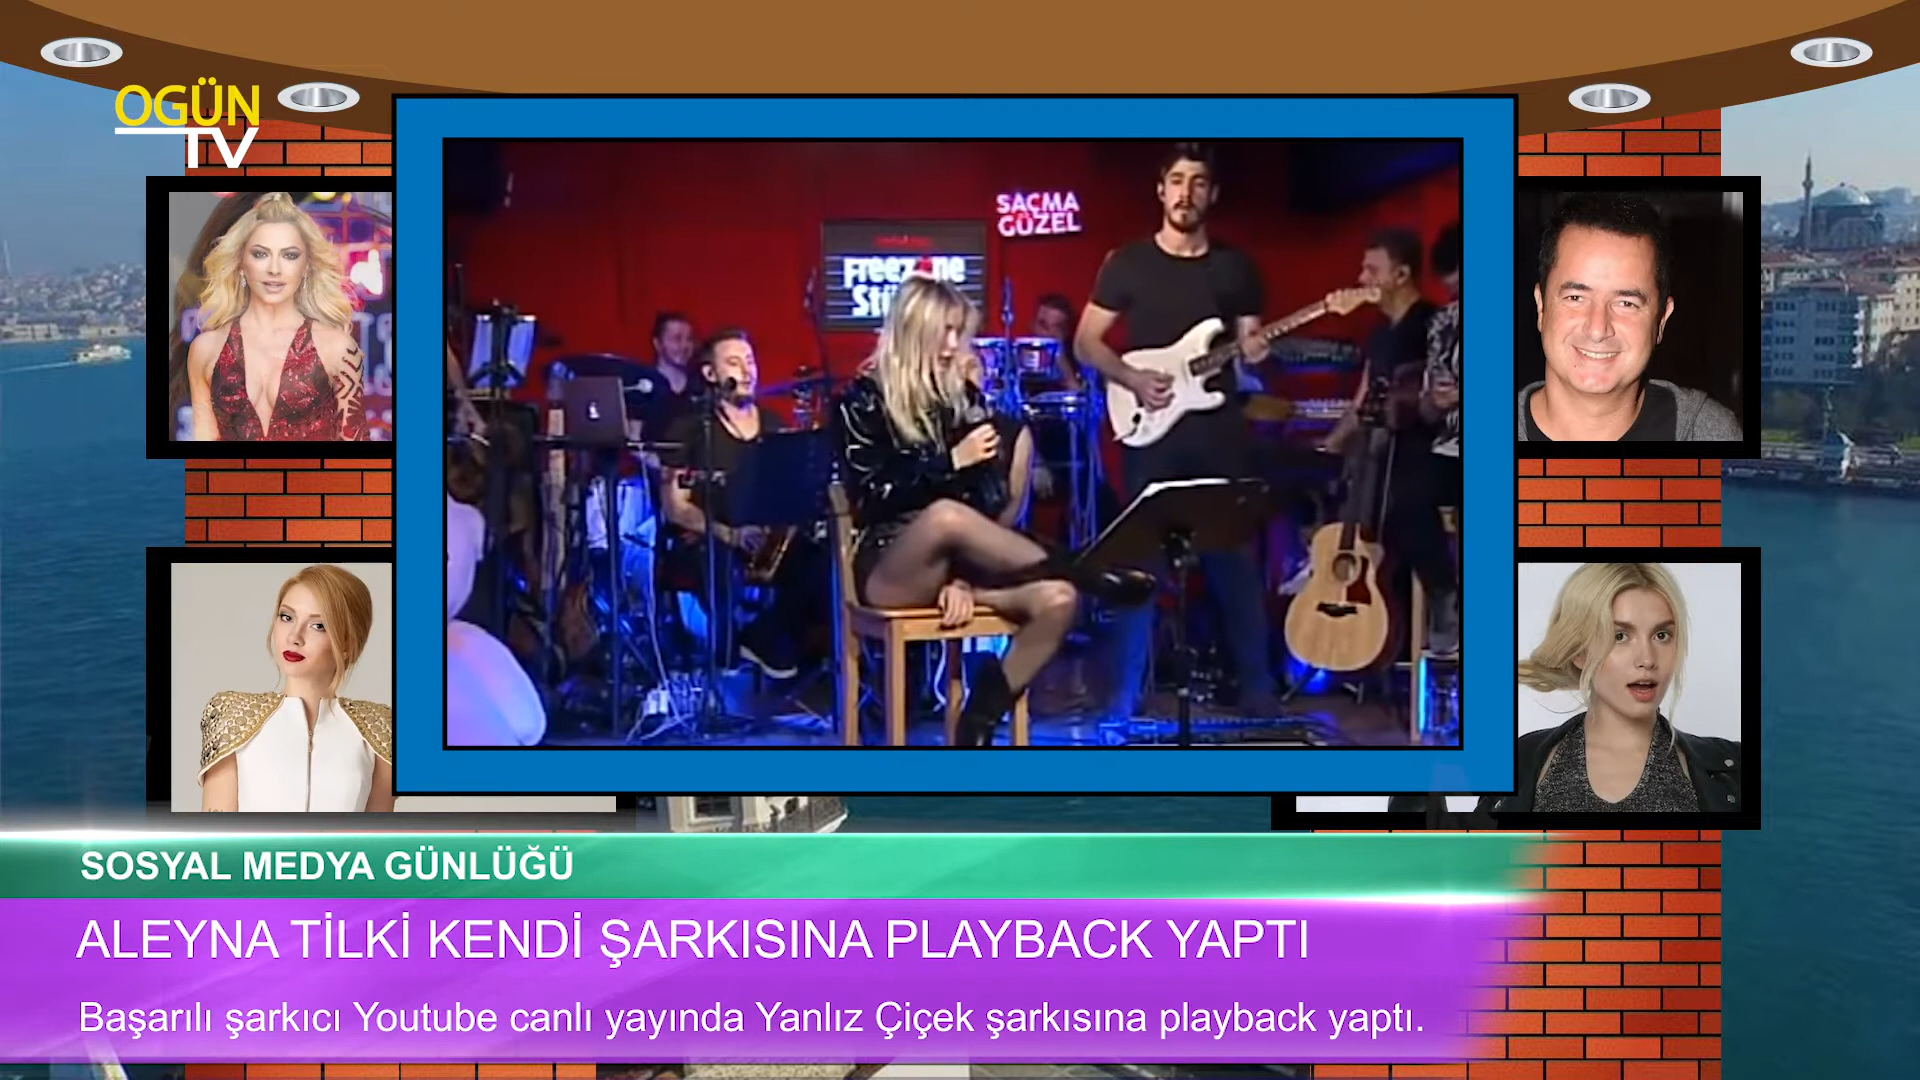 OGÜN
TV
SAÇMA
GÜZEL
SOSYAL MEDYA GÜNLÜĞÜ
ALEYNA TİLKİ KENDİ ŞARKISINA PLAYBACK YAPTI
Başarılı şarkıcı Youtube canlı yayında Yanlız Çiçek şarkısına playback yaptı.